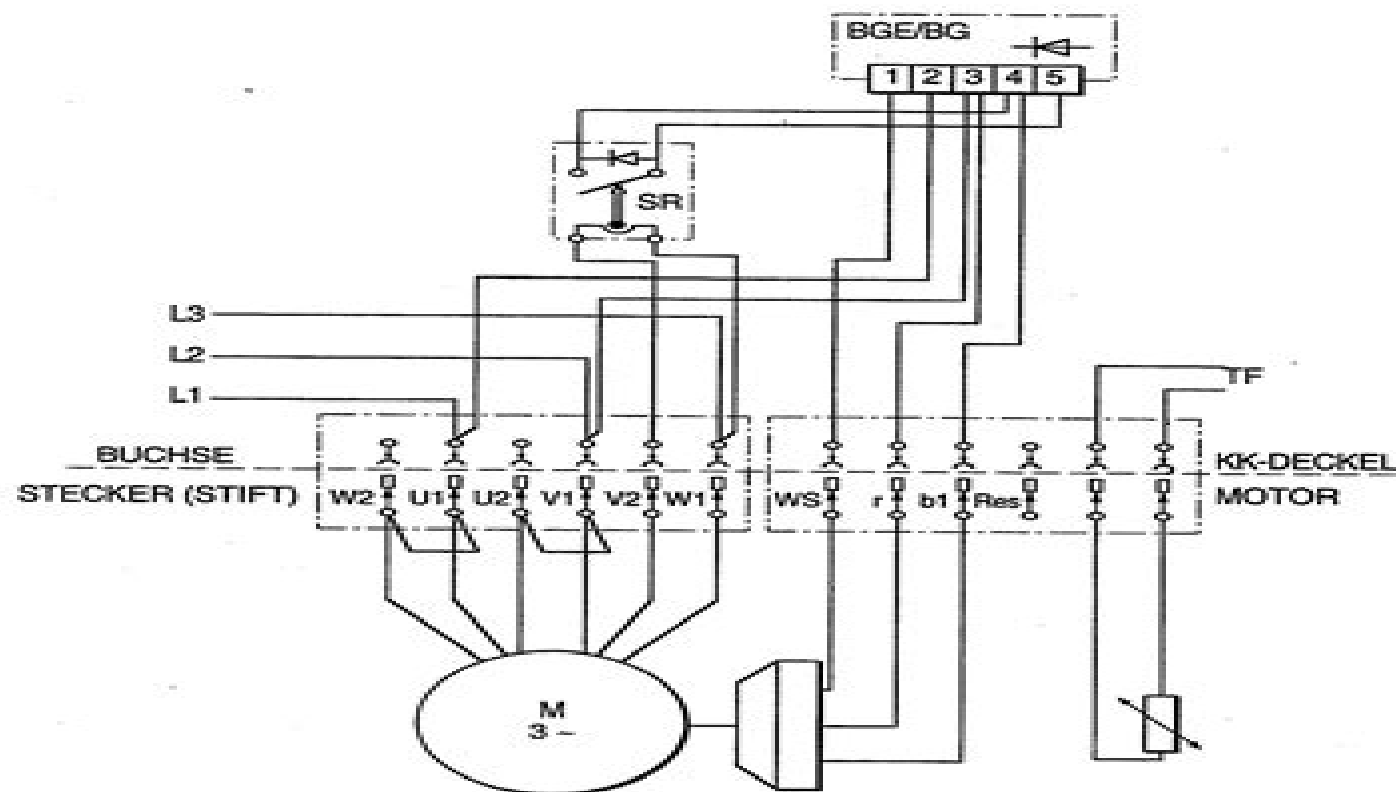 BGE/BG
1 2 3 4 5
SR
L3
L2
L1
TF
BUCHSE
STECKER (STIFT)
KK-DECKEL
MOTOR
W2 U1 U2 V1 V2 W1
WS r b1 Res
M
3 ~